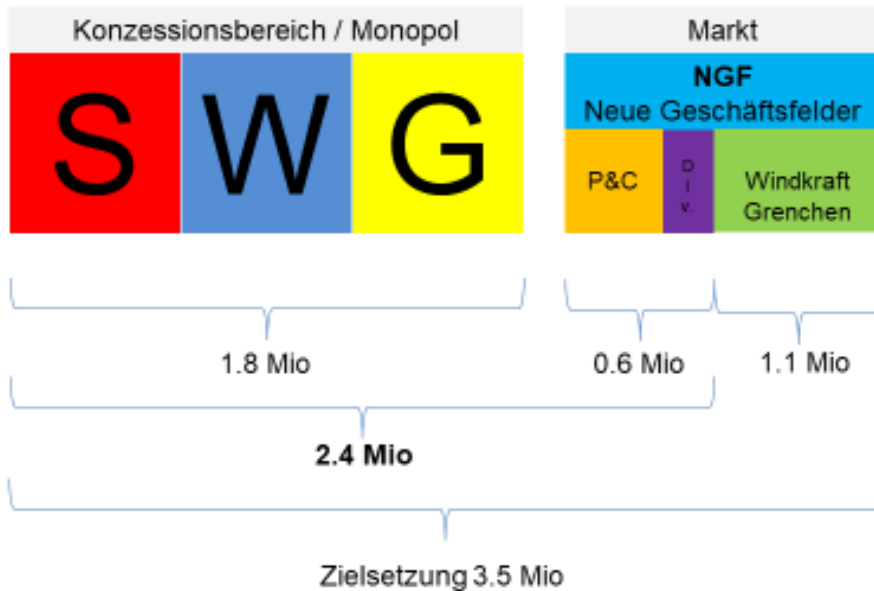 Konzessionsbereich / Monopol
Markt
S W G
NGF
Neue Geschäftsfelder
P&C
D
I
v.
Windkraft
Grenchen
1.8 Mio
0.6 Mio
1.1 Mio
2.4 Mio
Zielsetzung 3.5 Mio